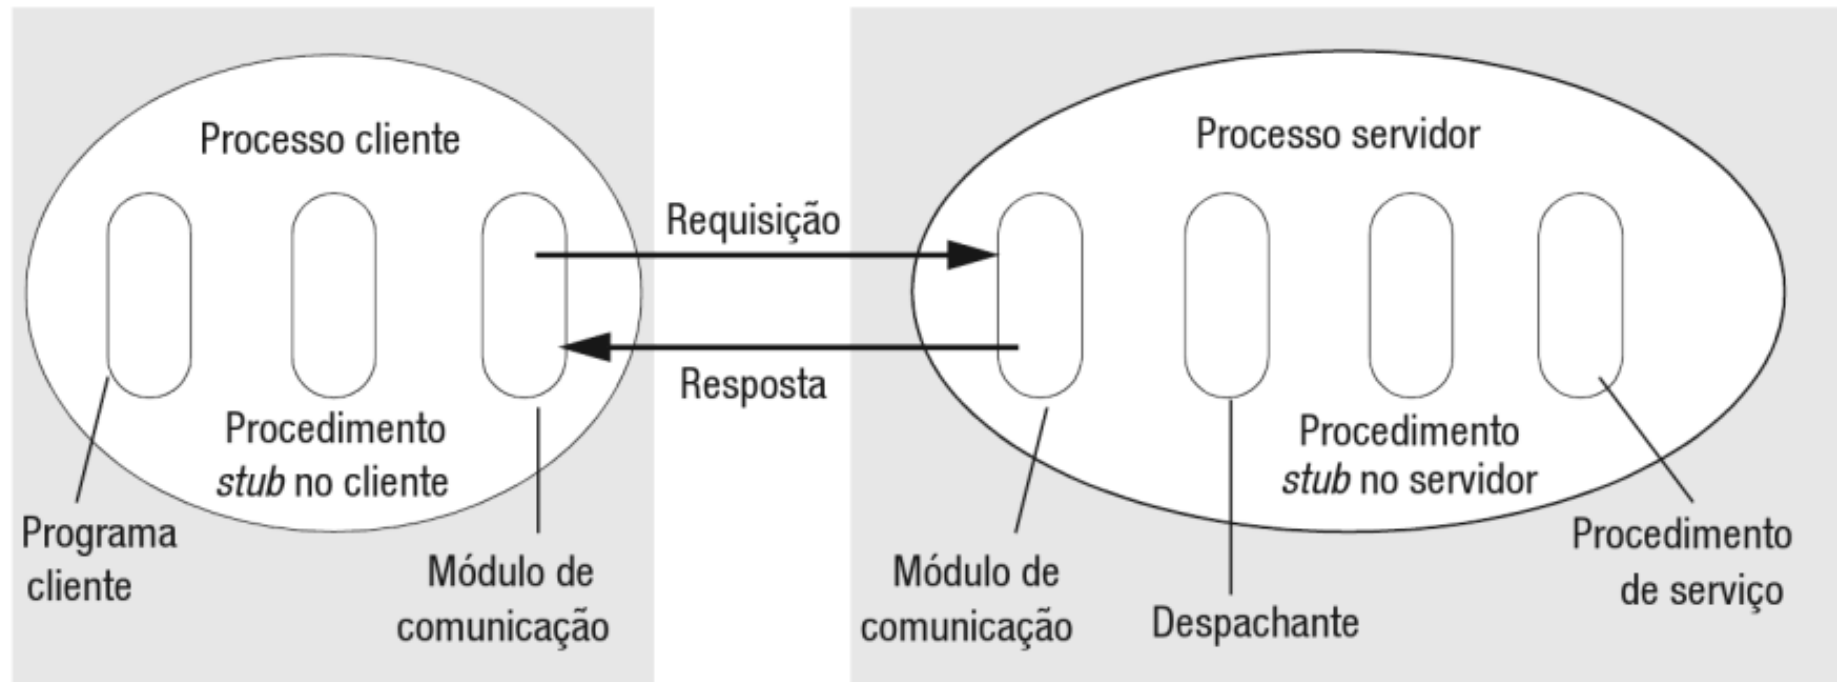 Processo cliente
Processo servidor
Requisição
Resposta
Procedimento
stub no cliente
Procedimento
stub no servidor
Programa
cliente
Módulo de
comunicação
Módulo de
comunicação
Despachante
Procedimento
de serviço